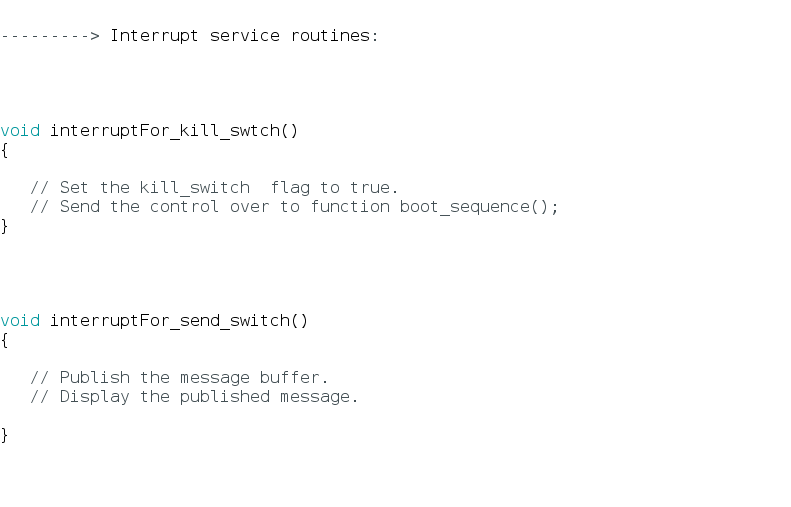 ---------> Interrupt service routines:
void interruptFor_kill_swtch()
{
// Set the kill_switch  flag to true.
// Send the control over to function boot_sequence();
}
void interruptFor_send_switch()
{
// Publish the message buffer.
// Display the published message.
}